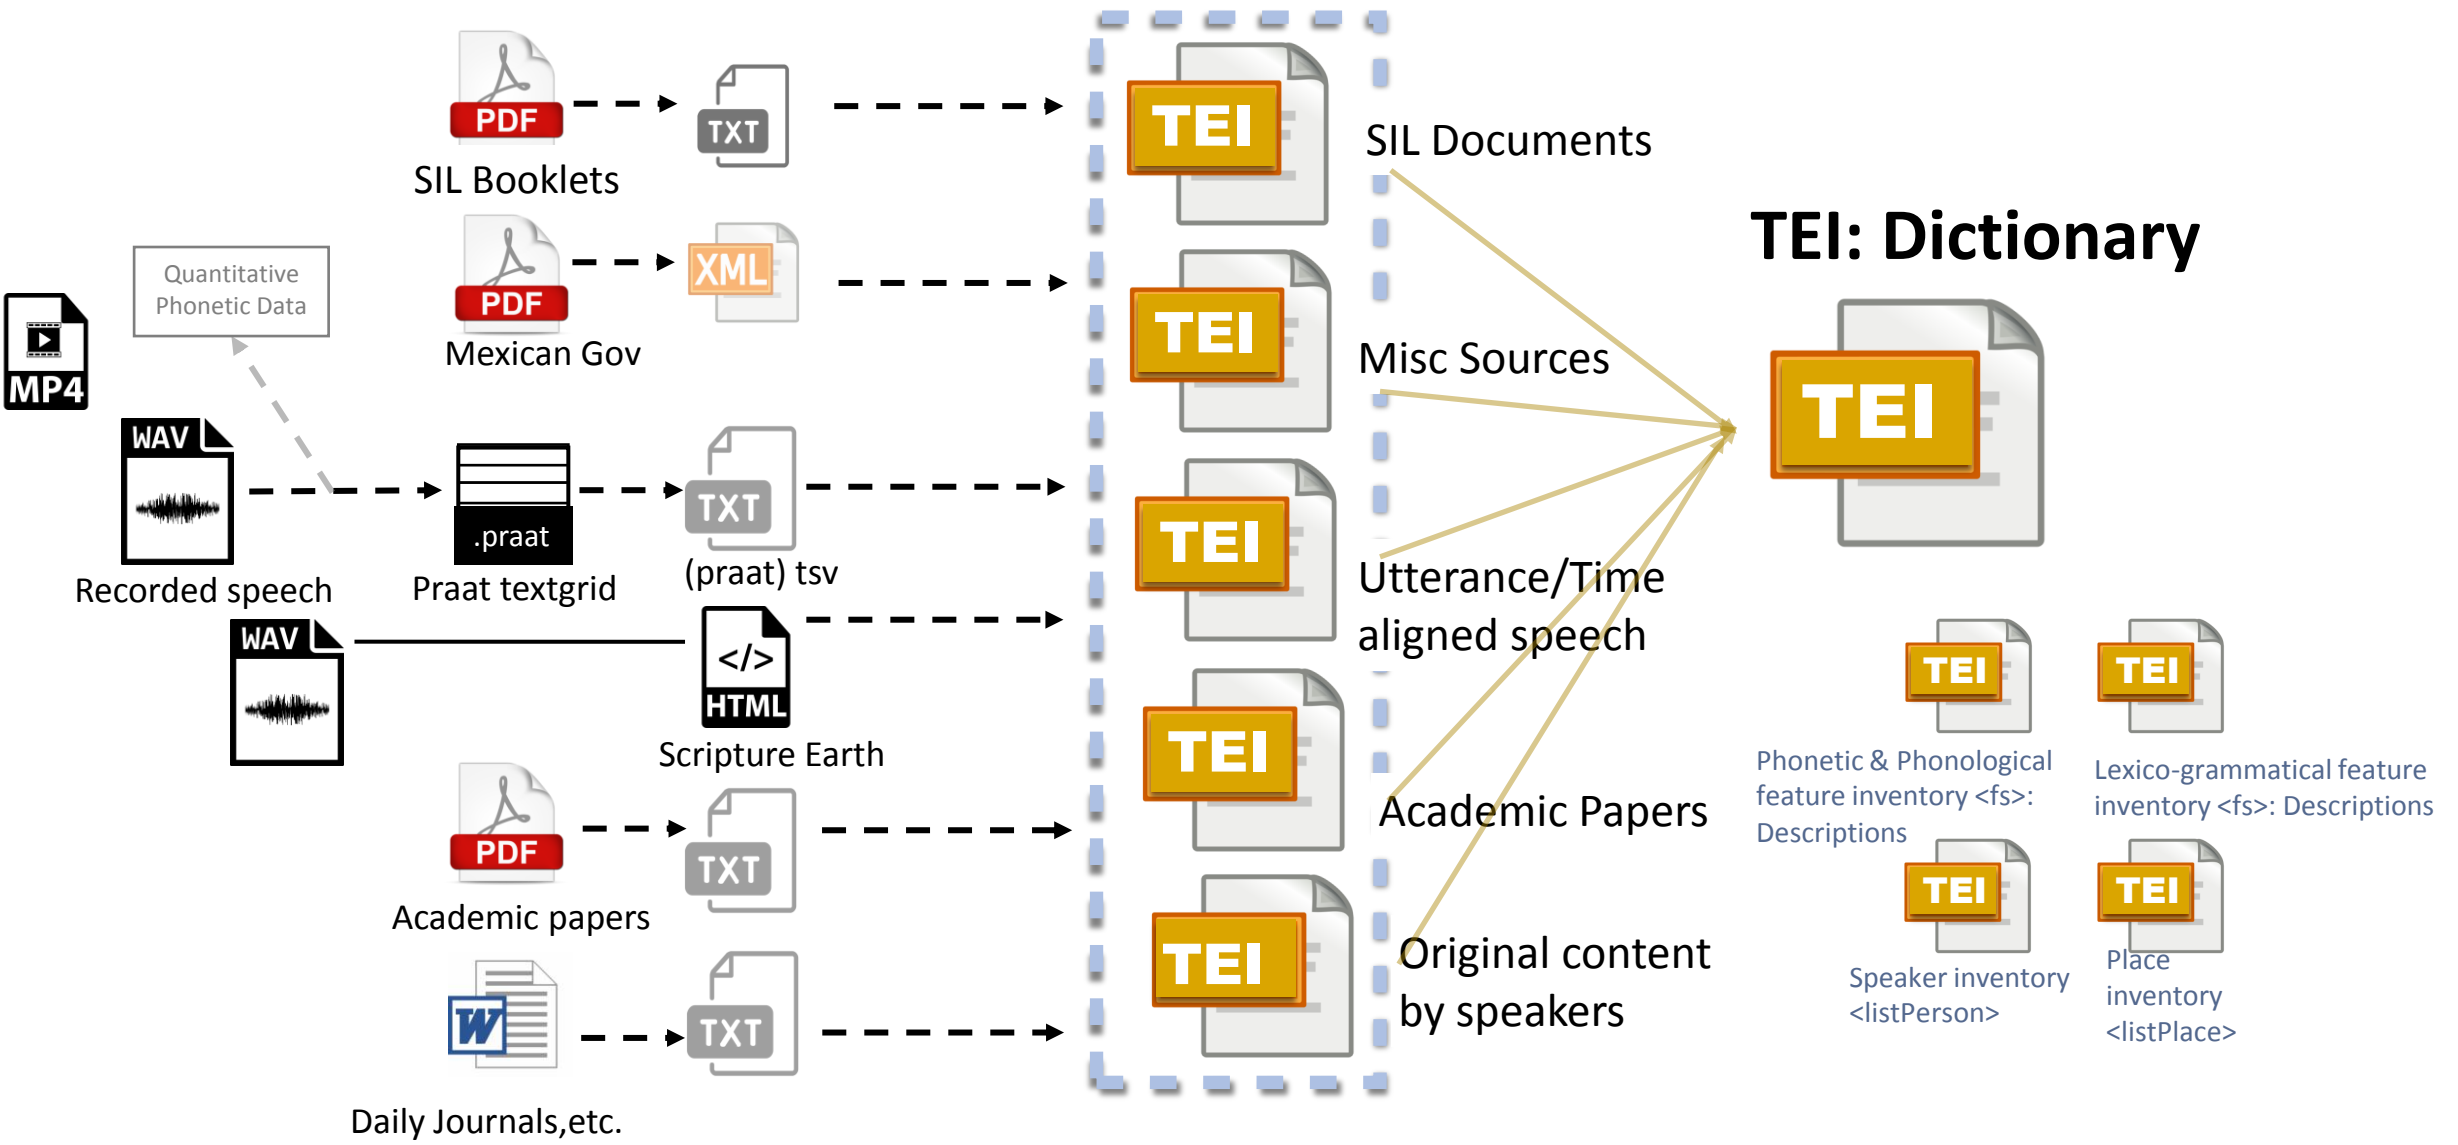 PDF
SIL Booklets
TXT
TEI
SIL Documents
PDF
Mexican Gov
XML
TEI
Misc Sources
Quantitative
Phonetic Data
MP4
WAV
Recorded speech
.praat
Praat textgrid
TXT
(praat) tsv
TEI
Utterance/Time
aligned speech
WAV
</>
HTML
Scripture Earth
PDF
Academic papers
TXT
TEI
Academic Papers
W
Daily Journals,etc.
TXT
TEI
Original content
by speakers
TEI: Dictionary
TEI
TEI
Phonetic & Phonological
feature inventory <fs>:
Descriptions
TEI
Lexico-grammatical feature
inventory <fs>: Descriptions
TEI
Speaker inventory
<listPerson>
TEI
Place
inventory
<listPlace>